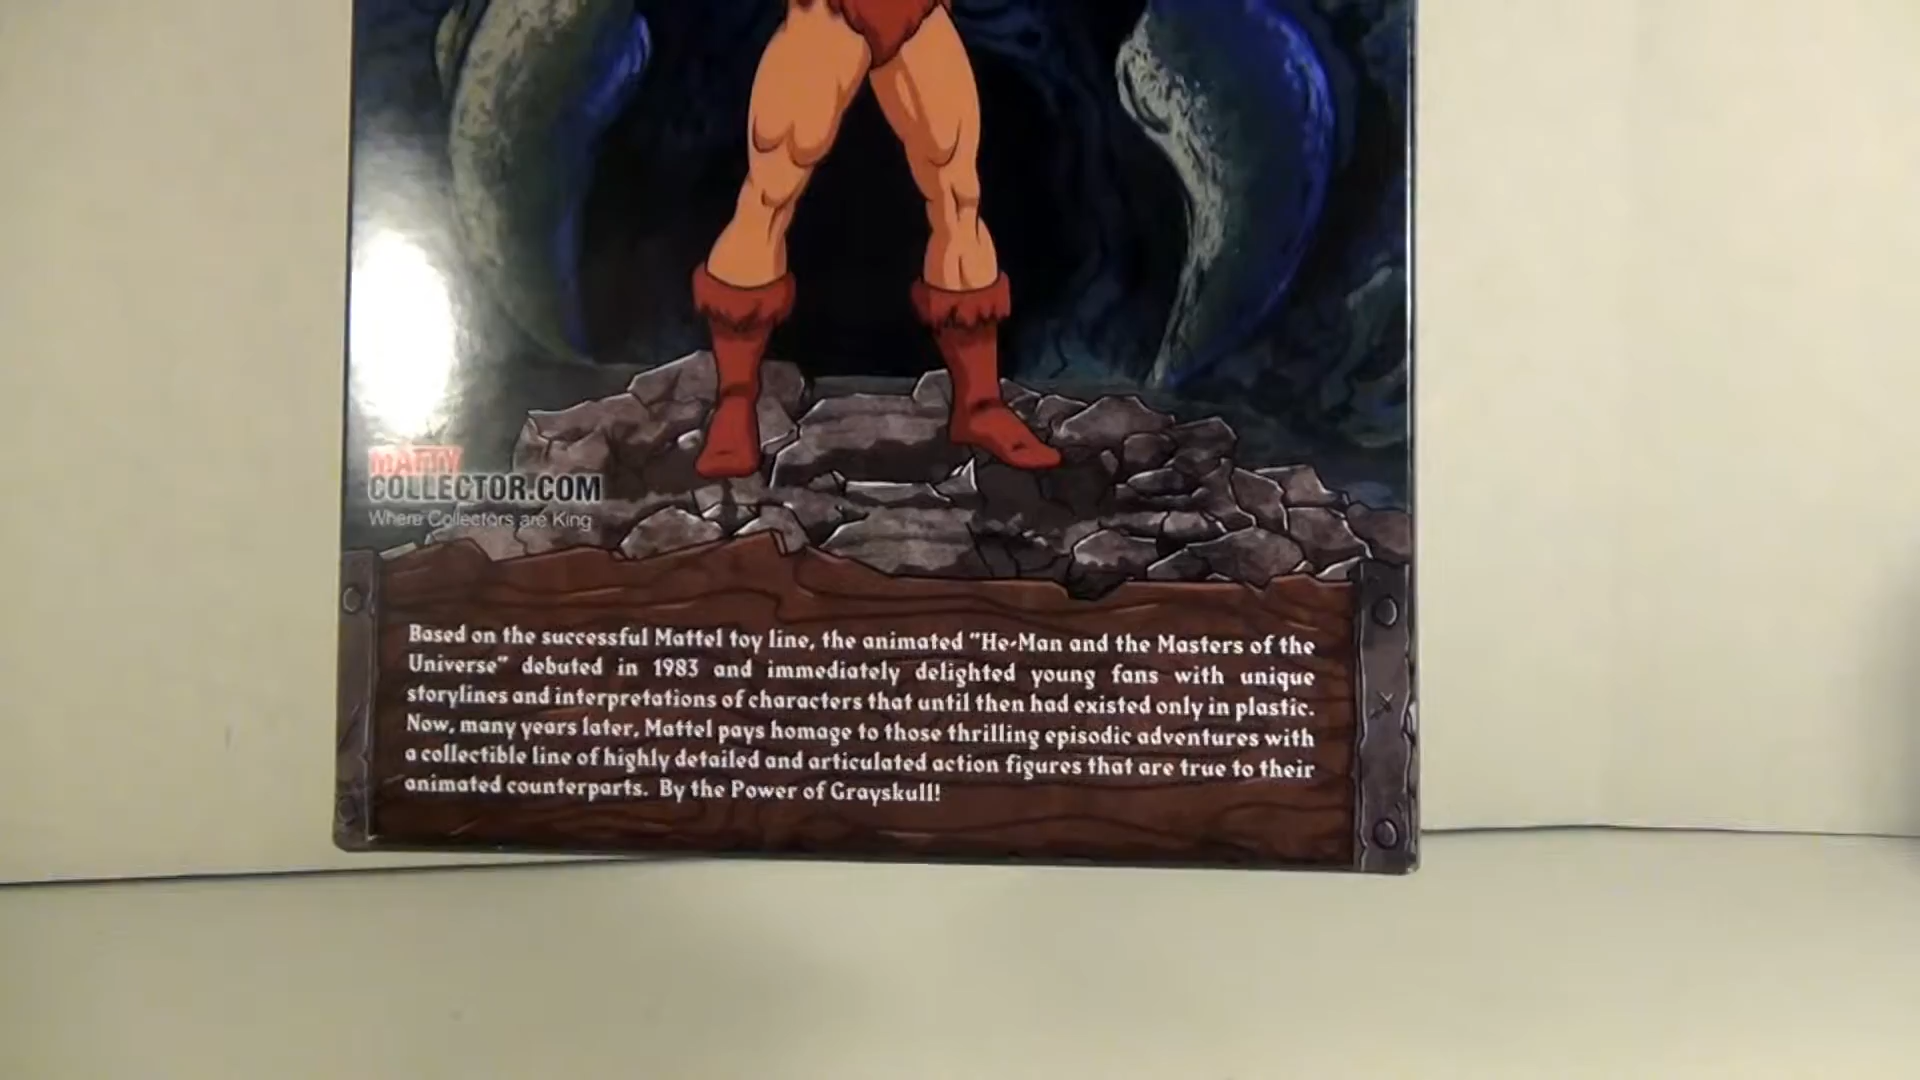 MATTY
COLLECTOR.COM
Where Collectors are King
Based on the successful Mattel toy line, the animated "He-Man and the Masters of the
Universe" debuted in 1983 and immediately delighted young fans with unique
storylines and interpretations of characters that until then had existed only in plastic.
Now, many years later, Mattel pays homage to those thrilling episodic adventures with
a collectible line of highly detailed and articulated action figures that are true to their
animated counterparts. By the Power of Grayskull!